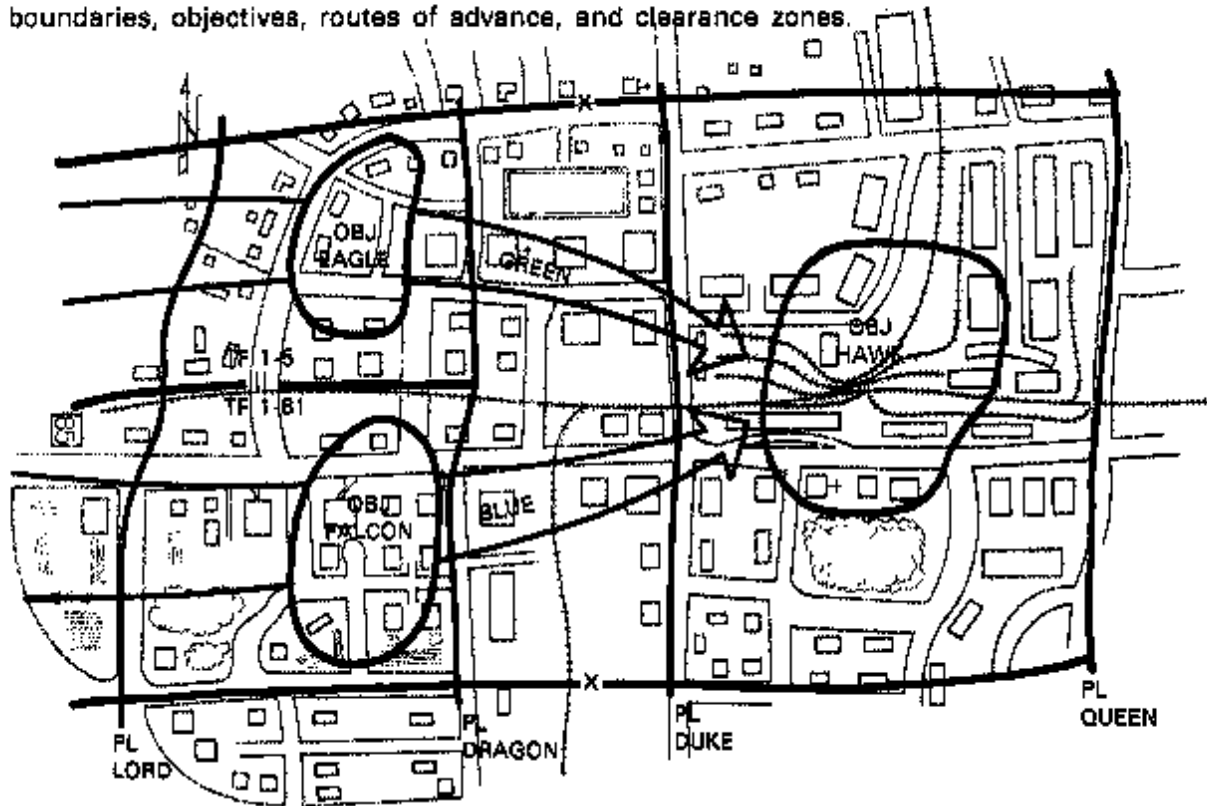 boundaries, objectives, routes of advance, and clearance zones.
X
OBJ
EAGLE
GREEN
OBJ
HAWK
TF 1-5
TF 1-81
OBJ
FALCON
BLUE
X
PL
LORD
PL
DRAGON
PL
DUKE
PL
QUEEN